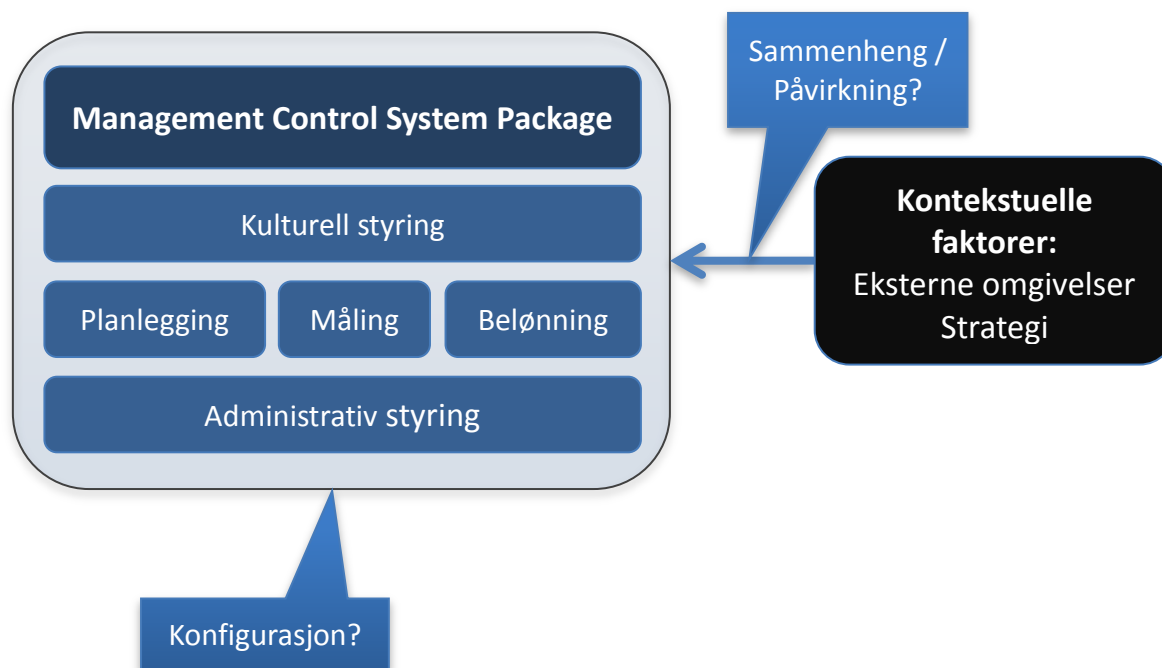 Sammenheng /
Påvirkning?
Management Control System Package
Kulturell styring
Planlegging
Måling
Belønning
Administrativ styring
Kontekstuelle
faktorer:
Eksterne omgivelser
Strategi
Konfigurasjon?